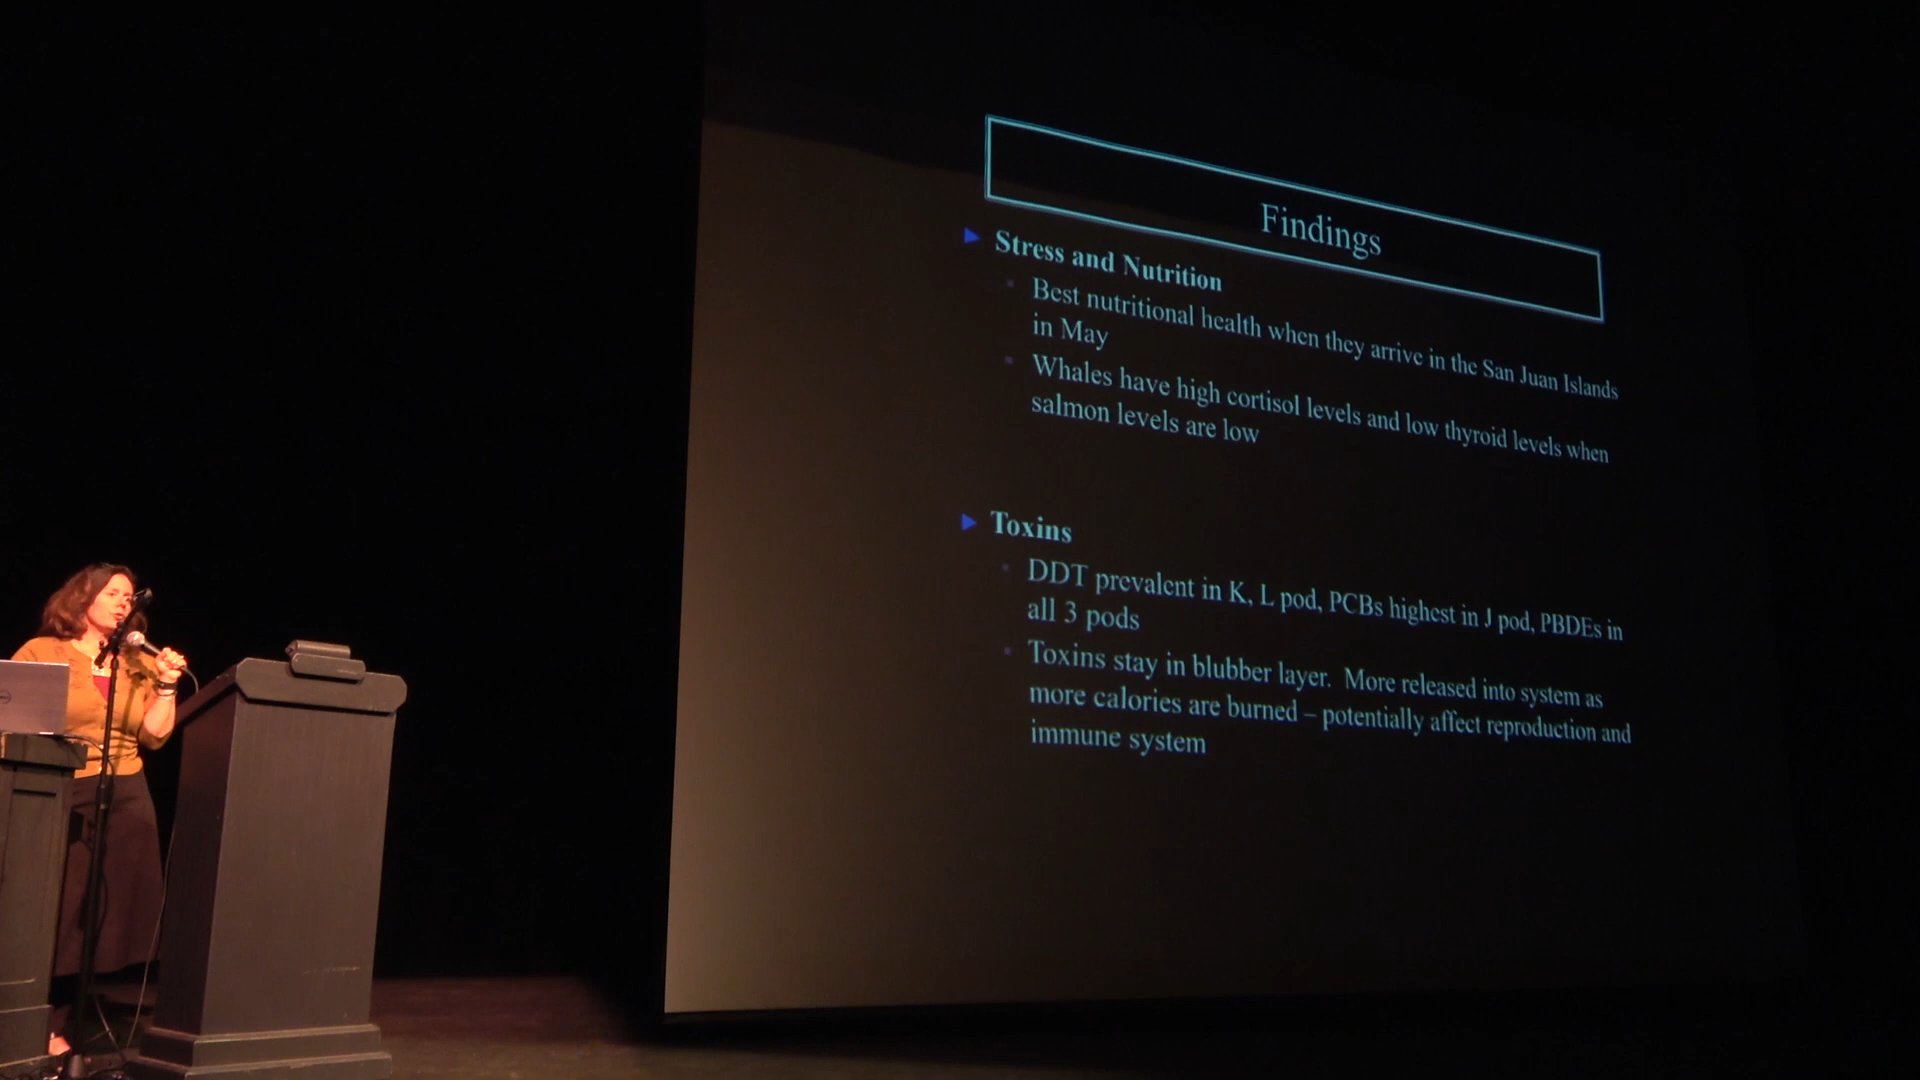 Findings
Stress and Nutrition
Best nutritional health when they arrive in the San Juan Islands
in May
Whales have high cortisol levels and low thyroid levels when
salmon levels are low
Toxins
DDT prevalent in K, L pod, PCBs highest in J pod, PBDEs in
all 3 pods
Toxins stay in blubber layer. More released into system as
more calories are burned – potentially affect reproduction and
immune system